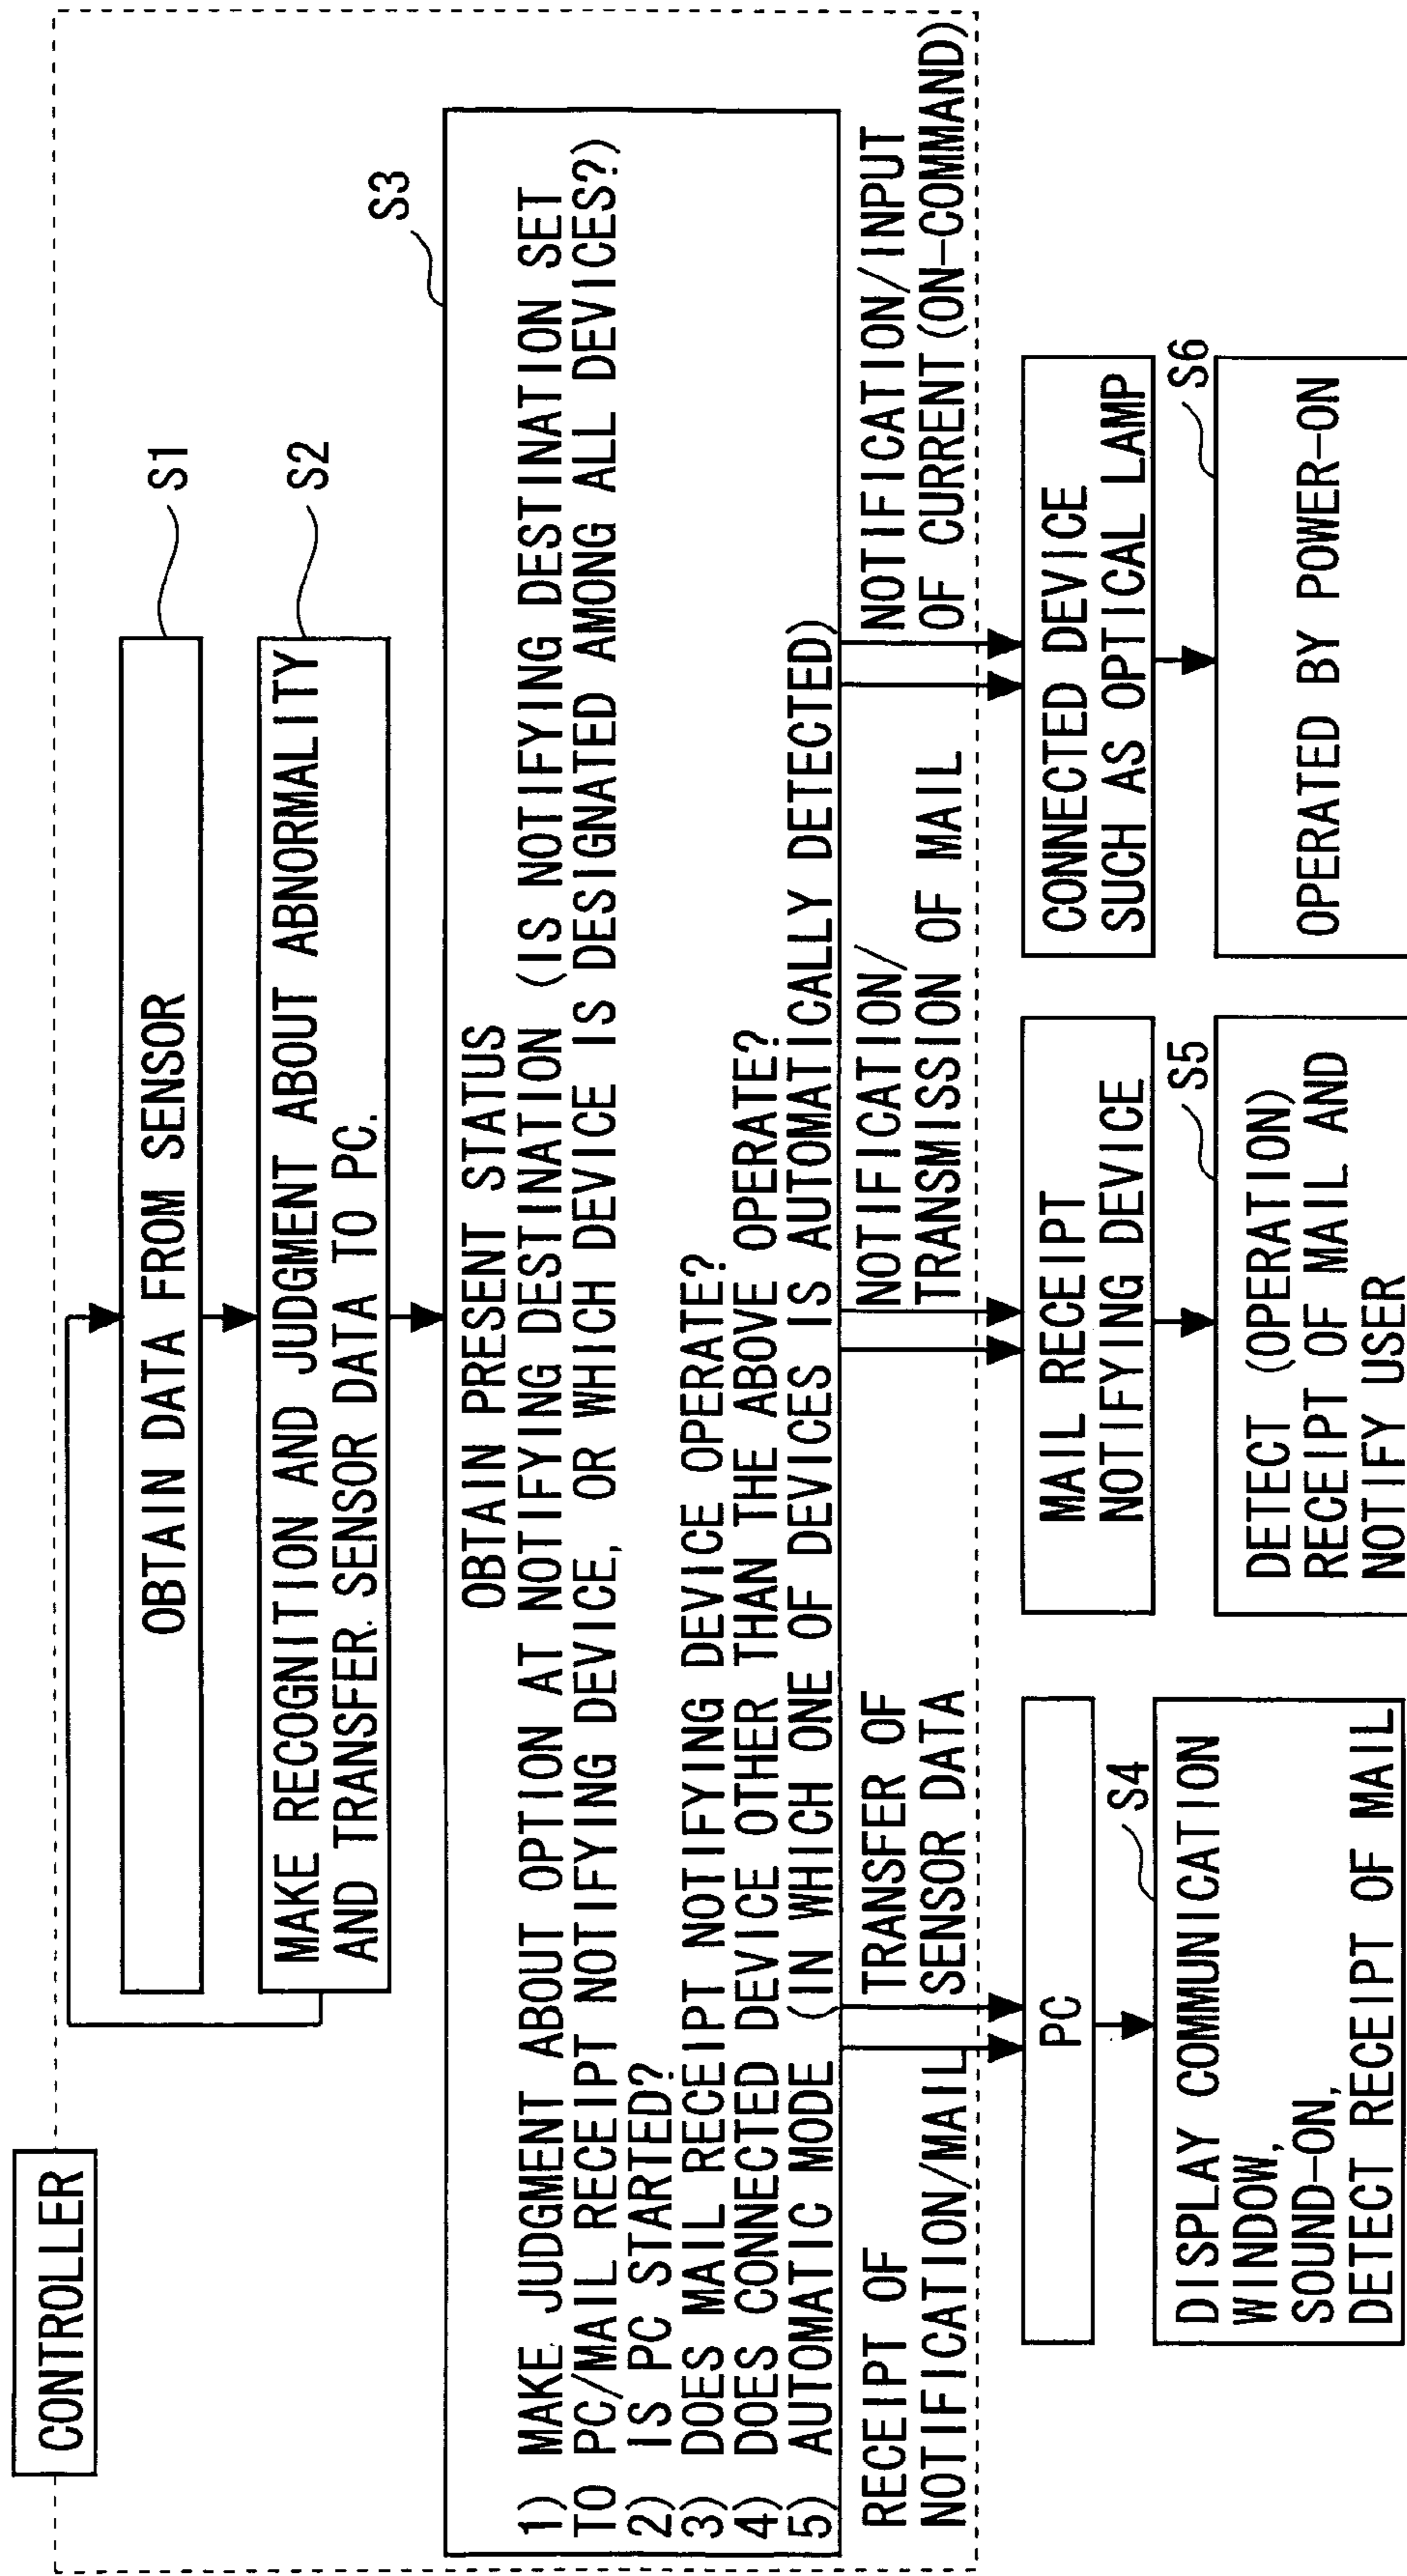 CONTROLLER
S1
OBTAIN DATA FROM SENSOR
S2
MAKE RECOGNITION AND JUDGMENT ABOUT ABNORMALITY
AND TRANSFER SENSOR DATA TO PC.
S3
OBTAIN PRESENT STATUS
1) MAKE JUDGMENT ABOUT OPTION AT NOTIFYING DESTINATION (IS NOTIFYING DESTINATION SET
TO PC/MAIL RECEIPT NOTIFYING DEVICE, OR WHICH DEVICE IS DESIGNATED AMONG ALL DEVICES?)
2) IS PC STARTED?
3) DOES MAIL RECEIPT NOTIFYING DEVICE OPERATE?
4) DOES CONNECTED DEVICE OTHER THAN THE ABOVE OPERATE?
5) AUTOMATIC MODE (IN WHICH ONE OF DEVICES IS AUTOMATICALLY DETECTED)
RECEIPT OF
NOTIFICATION/MAIL
TRANSFER OF
SENSOR DATA
NOTIFICATION/
TRANSMISSION OF MAIL
NOTIFICATION/INPUT
OF CURRENT(ON-COMMAND)
PC
MAIL RECEIPT
NOTIFYING DEVICE
CONNECTED DEVICE
SUCH AS OPTICAL LAMP
S4
DISPLAY COMMUNICATION
WINDOW,
SOUND-ON,
DETECT RECEIPT OF MAIL
S5
DETECT (OPERATION)
RECEIPT OF MAIL AND
NOTIFY USER
S6
OPERATED BY POWER-ON